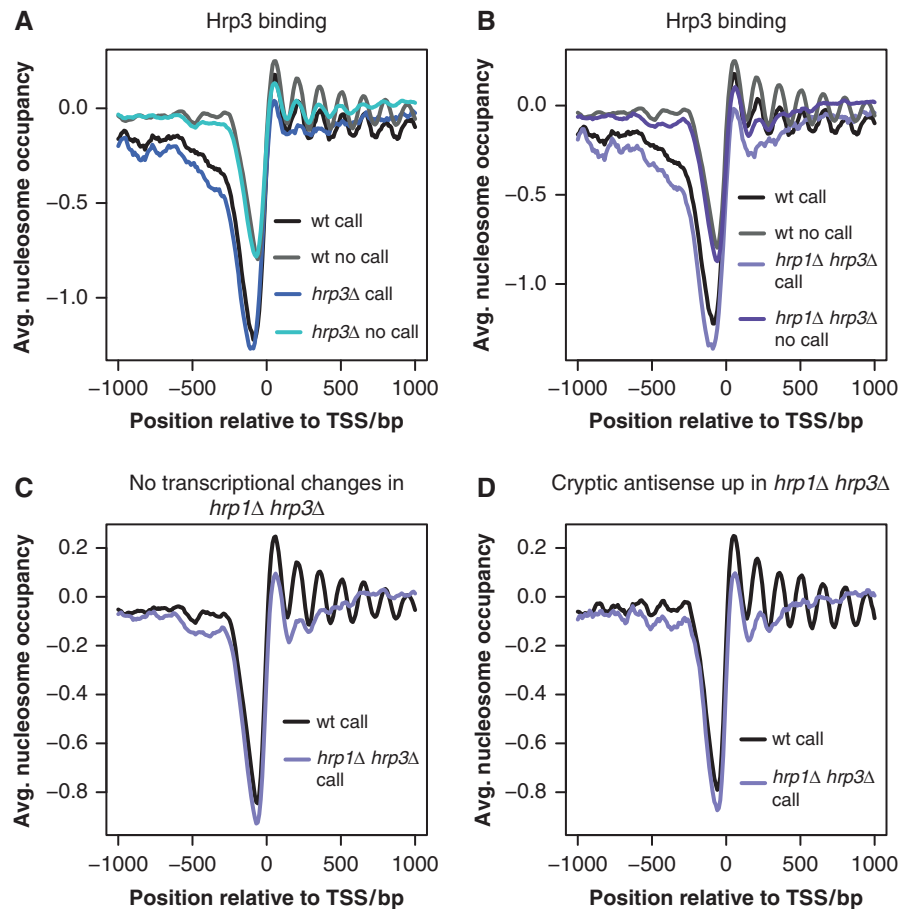 A
Hrp3 binding
Avg. nucleosome occupancy
0.0
−0.5
−1.0
wt call
wt no call
hrp3Δ call
hrp3Δ no call
−1000 −500 0 500 1000
Position relative to TSS/bp
B
Hrp3 binding
Avg. nucleosome occupancy
0.0
−0.5
−1.0
wt call
wt no call
hrp1Δ hrp3Δ
call
hrp1Δ hrp3Δ
no call
−1000 −500 0 500 1000
Position relative to TSS/bp
C
No transcriptional changes in
hrp1Δ hrp3Δ
Avg. nucleosome occupancy
0.2
0.0
−0.2
−0.4
−0.6
−0.8
wt call
hrp1Δ hrp3Δ
call
−1000 −500 0 500 1000
Position relative to TSS/bp
D
Cryptic antisense up in hrp1Δ hrp3Δ
Avg. nucleosome occupancy
0.2
0.0
−0.2
−0.4
−0.6
−0.8
wt call
hrp1Δ hrp3Δ
call
−1000 −500 0 500 1000
Position relative to TSS/bp